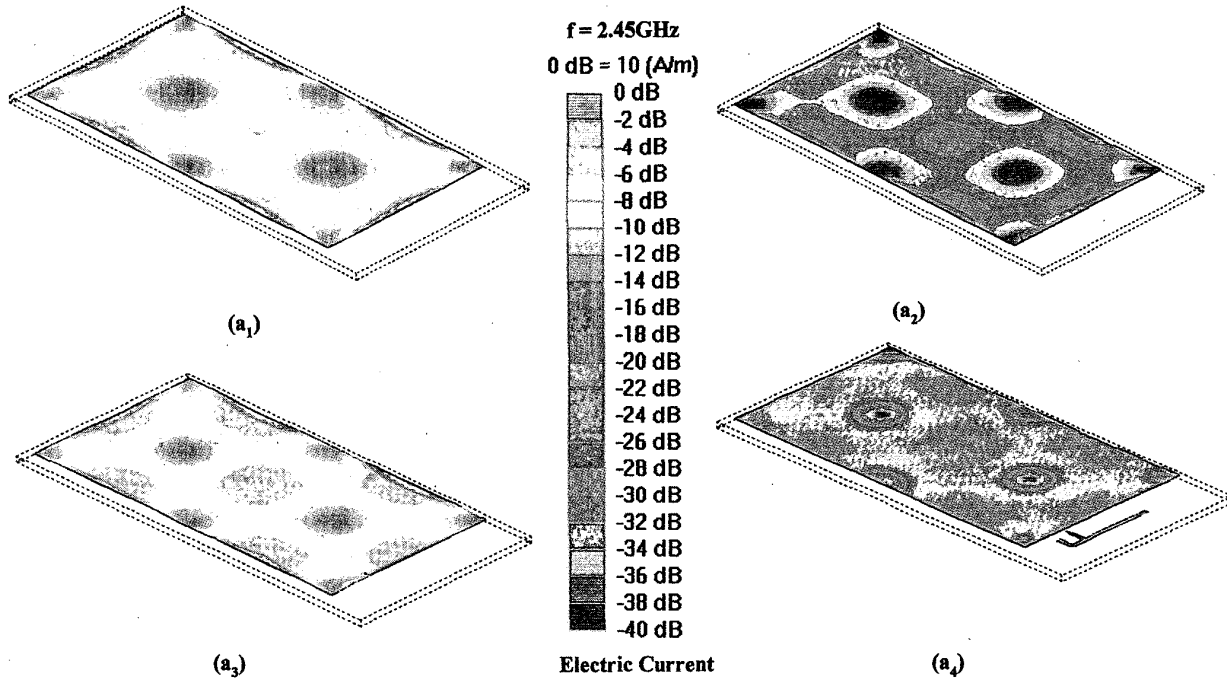 f = 2.45GHz
0 dB = 10 (A/m)
0 dB
-2 dB
-4 dB
-6 dB
-8 dB
-10 dB
-12 dB
-14 dB
-16 dB
-18 dB
-20 dB
-22 dB
-24 dB
-26 dB
-28 dB
-30 dB
-32 dB
-34 dB
-36 dB
-38 dB
-40 dB
Electric Current
(a₁)
(a₂)
(a₃)
(a₄)